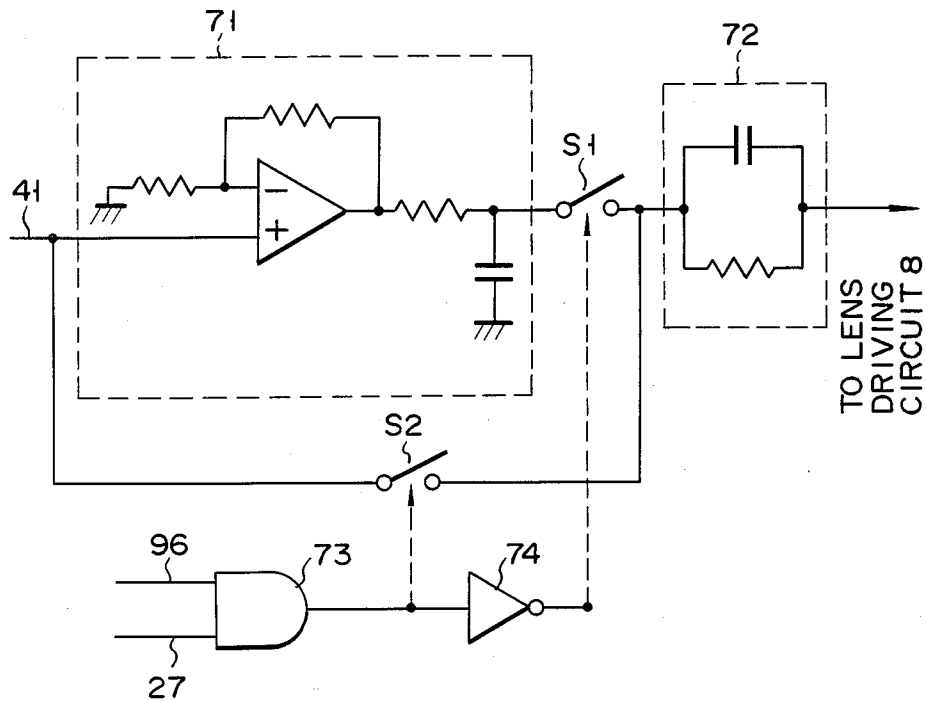 71
72
41
−
+
S1
TO LENS
DRIVING
CIRCUIT 8
S2
96
73
74
27